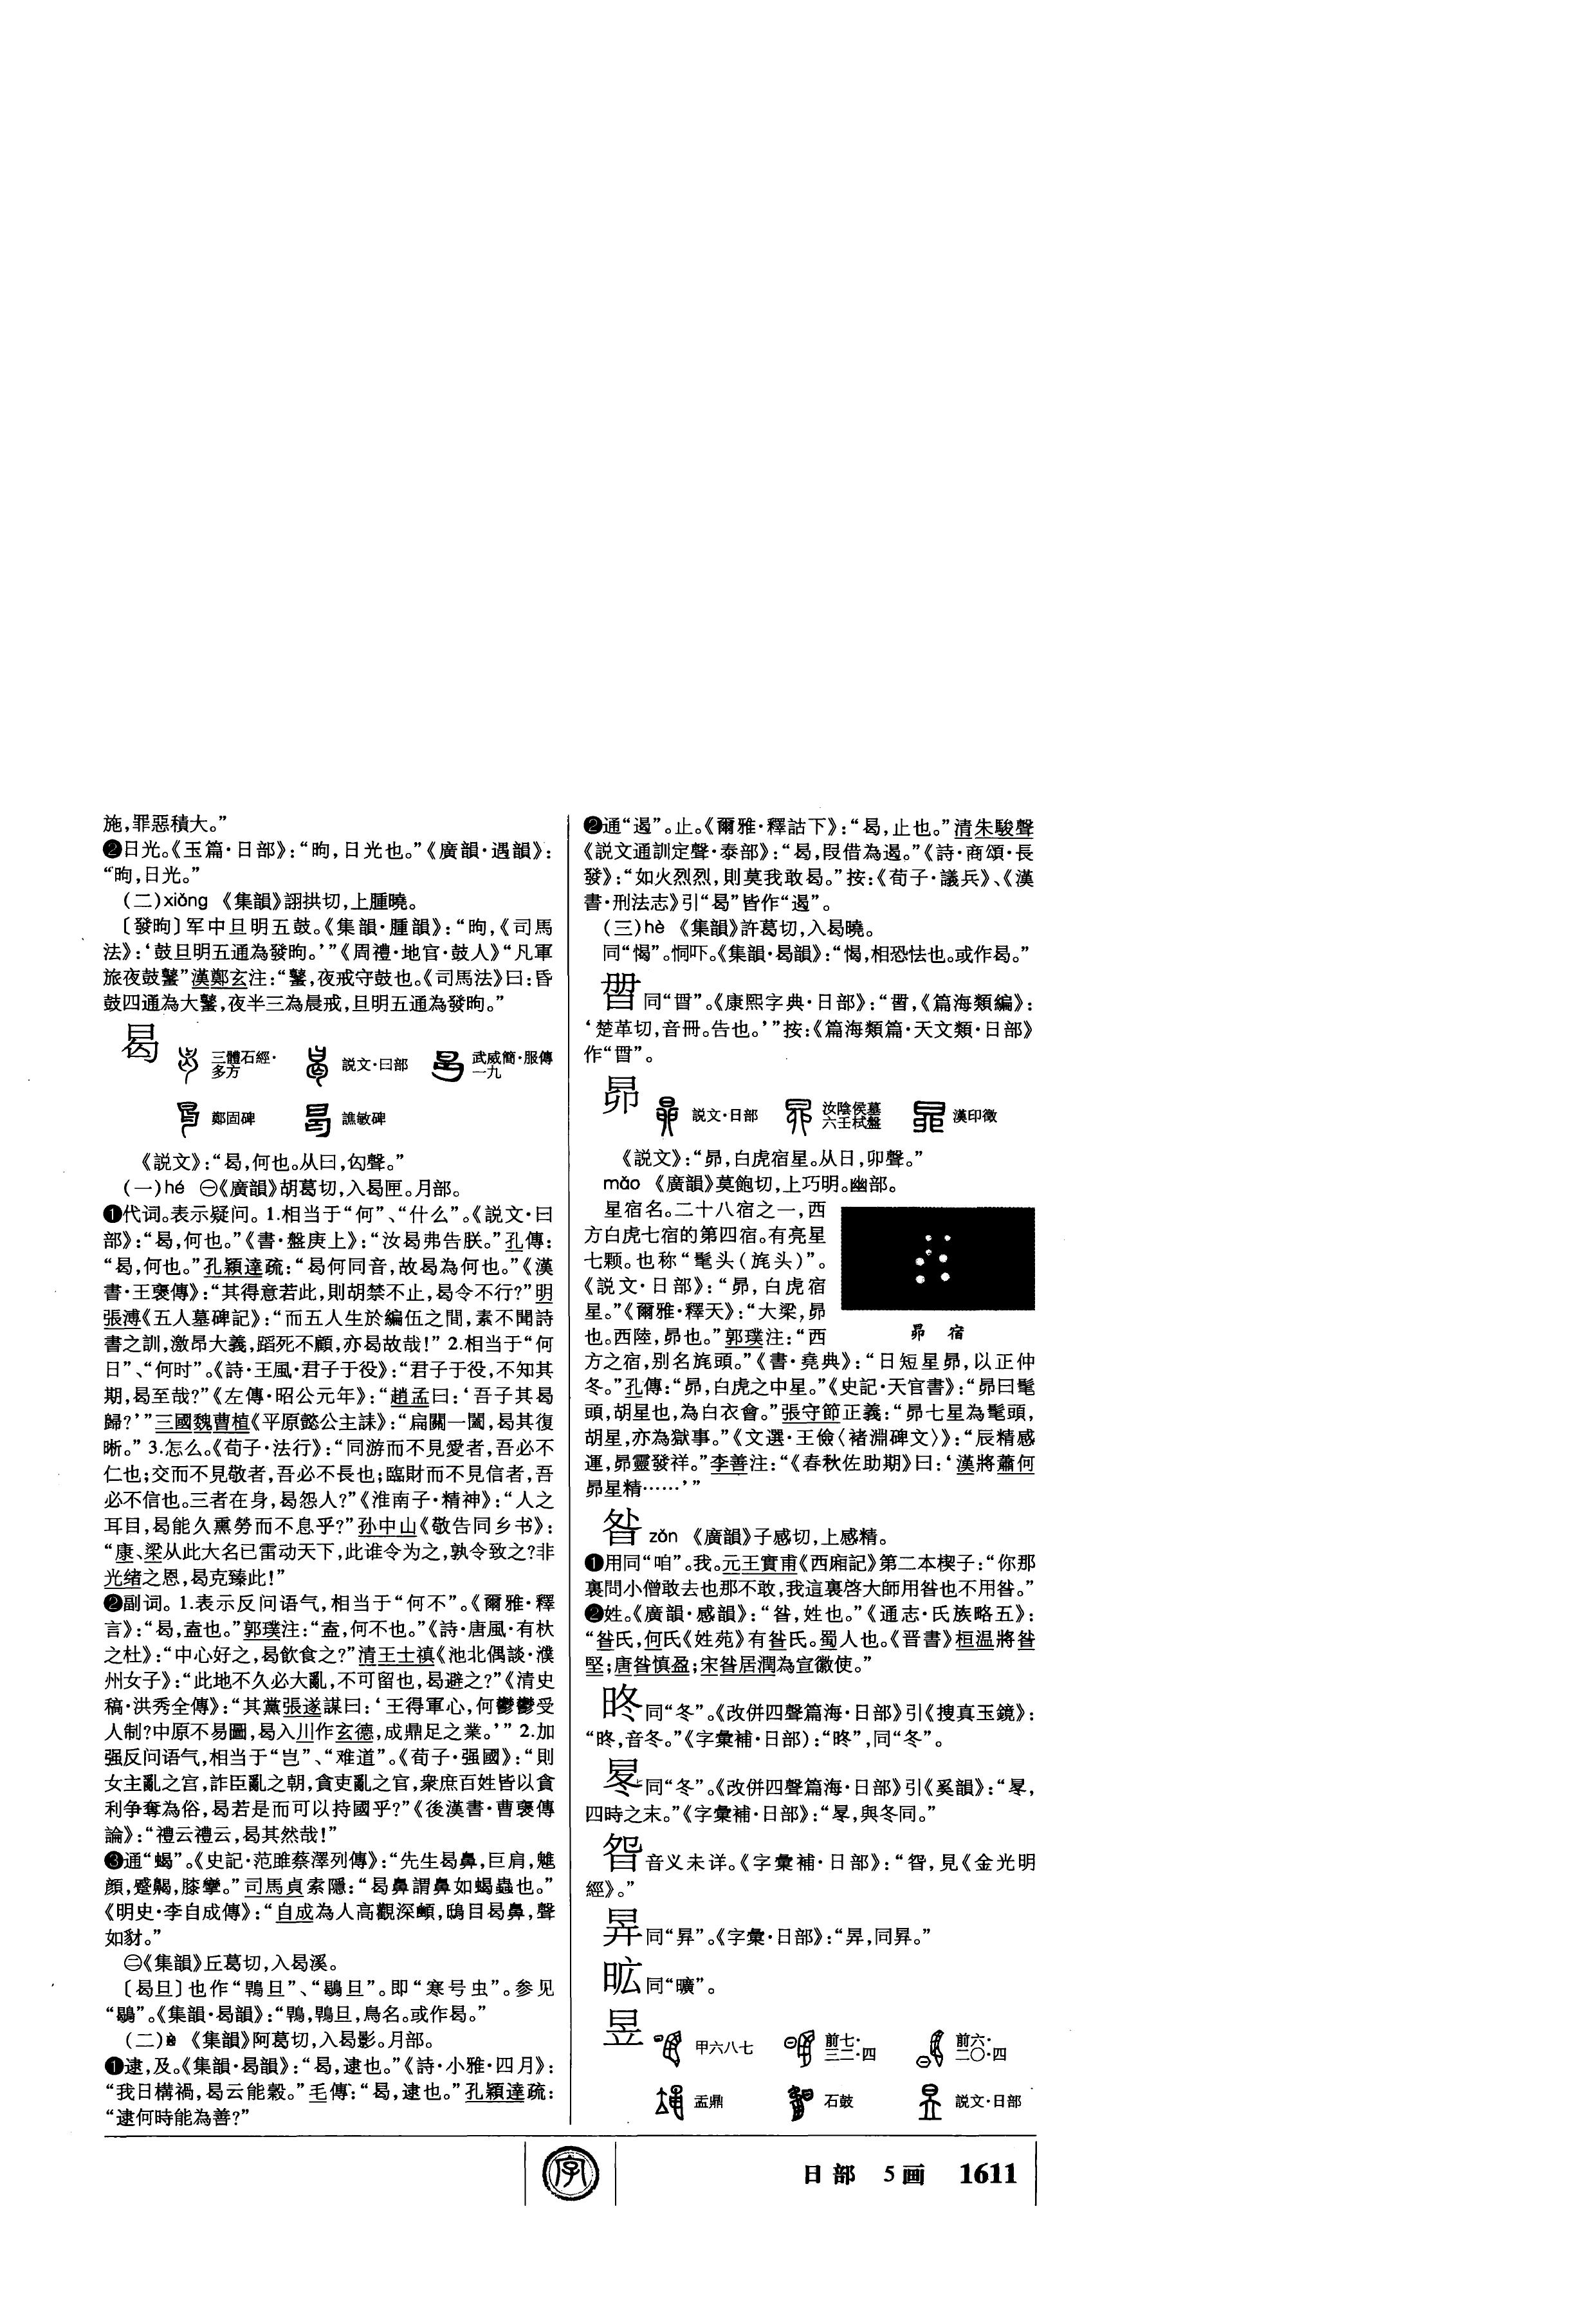 施，罪惡積大。”
❷日光。《玉篇·日部》：“昫，日光也。”《廣韻·遇韻》：
“昫，日光。”
（二）xiǒng 《集韻》詡拱切，上腫曉。
〔發昫〕军中旦明五鼓。《集韻·腫韻》：“昫，《司馬
法》：‘鼓旦明五通為發昫。’”《周禮·地官·鼓人》“凡軍
旅夜鼓鼜”漢鄭玄注：“鼜，夜戒守鼓也。《司馬法》曰：昏
鼓四通為大鼜，夜半三為晨戒，旦明五通為發昫。”
曷 三體石經·多方 説文·曰部 武威簡·服傳一九
鄭固碑 譙敏碑
《説文》：“曷，何也。从曰，匃聲。”
（一）hé ㊀《廣韻》胡葛切，入曷匣。月部。
❶代词。表示疑问。1.相当于“何”、“什么”。《説文·曰
部》：“曷，何也。”《書·盤庚上》：“汝曷弗告朕。”孔傳：
“曷，何也。”孔穎達疏：“曷何同音，故曷為何也。”《漢
書·王褒傳》：“其得意若此，則胡禁不止，曷令不行？”明
張溥《五人墓碑記》：“而五人生於編伍之間，素不聞詩
書之訓，激昂大義，蹈死不顧，亦曷故哉！”2.相当于“何
日”、“何时”。《詩·王風·君子于役》：“君子于役，不知其
期，曷至哉？”《左傳·昭公元年》：“趙孟曰：‘吾子其曷
歸？’”三國魏曹植《平原懿公主誄》：“扃關一闔，曷其復
晰。”3.怎么。《荀子·法行》：“同游而不見愛者，吾必不
仁也；交而不見敬者，吾必不長也；臨財而不見信者，吾
必不信也。三者在身，曷怨人？”《淮南子·精神》：“人之
耳目，曷能久熏勞而不息乎？”孙中山《敬告同乡书》：
“康、梁从此大名已雷动天下，此谁令为之，孰令致之？非
光绪之恩，曷克臻此！”
❷副词。1.表示反问语气，相当于“何不”。《爾雅·釋
言》：“曷，盍也。”郭璞注：“盍，何不也。”《詩·唐風·有杕
之杜》：“中心好之，曷飲食之？”清王士禛《池北偶談·濮
州女子》：“此地不久必大亂，不可留也，曷避之？”《清史
稿·洪秀全傳》：“其黨張遂謀曰：‘王得軍心，何鬱鬱受
人制？中原不易圖，曷入川作玄德，成鼎足之業。’”2.加
强反问语气，相当于“岂”、“难道”。《荀子·强國》：“則
女主亂之宫，詐臣亂之朝，貪吏亂之官，衆庶百姓皆以貪
利争奪為俗，曷若是而可以持國乎？”《後漢書·曹褒傳
論》：“禮云禮云，曷其然哉！”
❸通“蝎”。《史記·范雎蔡澤列傳》：“先生曷鼻，巨肩，魋
顔，蹙齃，膝攣。”司馬貞索隱：“曷鼻謂鼻如蝎蟲也。”
《明史·李自成傳》：“自成為人高觀深䫜，鴟目曷鼻，聲
如豺。”
㊁《集韻》丘葛切，入曷溪。
〔曷旦〕也作“鶡旦”、“鶡旦”。即“寒号虫”。参见
“鶡”。《集韻·曷韻》：“鶡，鶡旦，鳥名。或作曷。”
（二）è 《集韻》阿葛切，入曷影。月部。
❶逮，及。《集韻·曷韻》：“曷，逮也。”《詩·小雅·四月》：
“我日構禍，曷云能穀。”毛傳：“曷，逮也。”孔穎達疏：
“逮何時能為善？”
❷通“遏”。止。《爾雅·釋詁下》：“曷，止也。”清朱駿聲
《説文通訓定聲·泰部》：“曷，叚借為遏。”《詩·商頌·長
發》：“如火烈烈，則莫我敢曷。”按：《荀子·議兵》、《漢
書·刑法志》引“曷”皆作“遏”。
（三）hè 《集韻》許葛切，入曷曉。
同“愒”。恫吓。《集韻·曷韻》：“愒，相恐怯也。或作曷。”
同“𣌭”。《康熙字典·日部》：“𣌭，《篇海類編》：
‘楚革切，音冊。告也。’”按：《篇海類篇·天文類·日部》
作“𣌭”。
昴 説文·日部 汝陰侯墓六壬栻盤 漢印徵
《説文》：“昴，白虎宿星。从日，卯聲。”
mǎo 《廣韻》莫飽切，上巧明。幽部。
星宿名。二十八宿之一，西
方白虎七宿的第四宿。有亮星
七颗。也称“髦头（旄头）”。
《説文·日部》：“昴，白虎宿
星。”《爾雅·釋天》：“大梁，昴
也。西陸，昴也。”郭璞注：“西
昴 宿
方之宿，别名旄頭。”《書·堯典》：“日短星昴，以正仲
冬。”孔傳：“昴，白虎之中星。”《史記·天官書》：“昴曰髦
頭，胡星也，為白衣會。”張守節正義：“昴七星為髦頭，
胡星，亦為獄事。”《文選·王儉〈褚淵碑文〉》：“辰精感
運，昴靈發祥。”李善注：“《春秋佐助期》曰：‘漢將蕭何
昴星精……’”
昝 zǎn 《廣韻》子感切，上感精。
❶用同“咱”。我。元王實甫《西廂記》第二本楔子：“你那
裏問小僧敢去也那不敢，我這裏啓大師用昝也不用昝。”
❷姓。《廣韻·感韻》：“昝，姓也。”《通志·氏族略五》：
“昝氏，何氏《姓苑》有昝氏。蜀人也。《晋書》桓温將昝
堅；唐昝慎盈；宋昝居潤為宣徽使。”
昸同“冬”。《改併四聲篇海·日部》引《搜真玉鏡》：
“昸，音冬。”《字彙補·日部》：“昸”，同“冬”。
同“冬”。《改併四聲篇海·日部》引《奚韻》：“，
四時之末。”《字彙補·日部》：“，與冬同。”
音义未详。《字彙補·日部》：“，見《金光明
經》。”
同“昇”。《字彙·日部》：“，同昇。”
昿同“曠”。
昱 甲六八七 前七·三二·四 前六·二〇·四
盂鼎 石鼓 説文·日部
字
日部 5画 1611